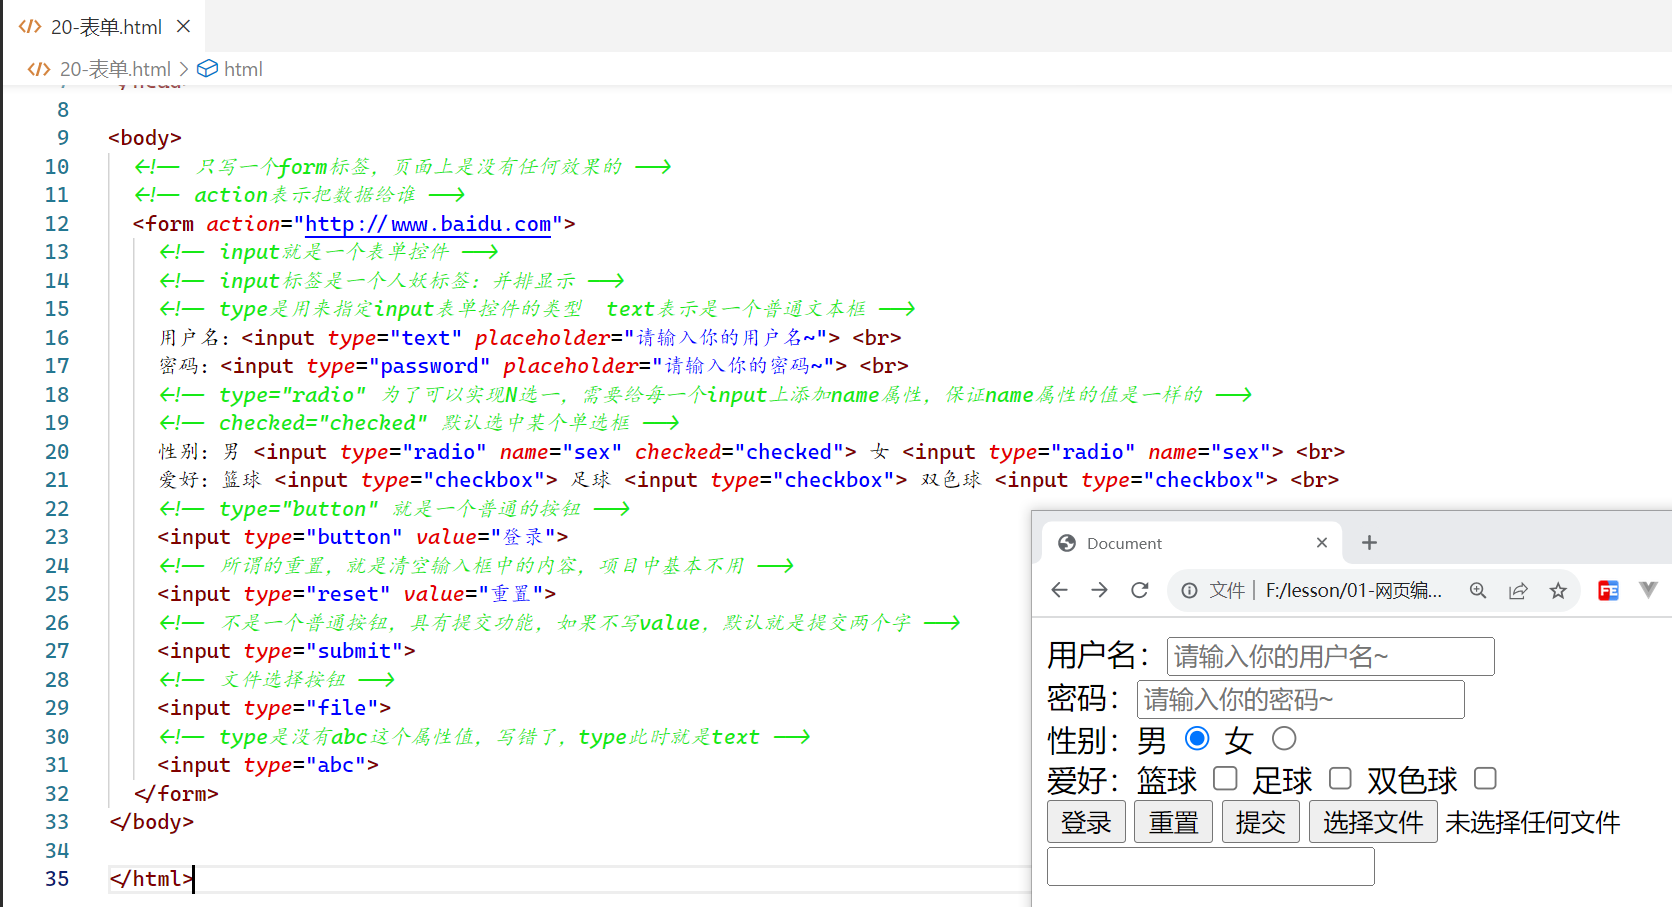 20-表单.html
20-表单.html > html
8
9 <body>
10 <!-- 只写一个form标签，页面上是没有任何效果的 -->
11 <!-- action表示把数据给谁 -->
12 <form action="http://www.baidu.com">
13 <!-- input就是一个表单控件 -->
14 <!-- input标签是一个人妖标签：并排显示 -->
15 <!-- type是用来指定input表单控件的类型  text表示是一个普通文本框 -->
16 用户名：<input type="text" placeholder="请输入你的用户名~"> <br>
17 密码：<input type="password" placeholder="请输入你的密码~"> <br>
18 <!-- type="radio" 为了可以实现N选一，需要给每一个input上添加name属性，保证name属性的值是一样的 -->
19 <!-- checked="checked" 默认选中某个单选框 -->
20 性别：男 <input type="radio" name="sex" checked="checked"> 女 <input type="radio" name="sex"> <br>
21 爱好：篮球 <input type="checkbox"> 足球 <input type="checkbox"> 双色球 <input type="checkbox"> <br>
22 <!-- type="button" 就是一个普通的按钮 -->
23 <input type="button" value="登录">
24 <!-- 所谓的重置，就是清空输入框中的内容，项目中基本不用 -->
25 <input type="reset" value="重置">
26 <!-- 不是一个普通按钮，具有提交功能，如果不写value，默认就是提交两个字 -->
27 <input type="submit">
28 <!-- 文件选择按钮 -->
29 <input type="file">
30 <!-- type是没有abc这个属性值，写错了，type此时就是text -->
31 <input type="abc">
32 </form>
33 </body>
34
35 </html>
Document
文件 | F:/lesson/01-网页编... FE
用户名：请输入你的用户名~
密码：请输入你的密码~
性别：男 女
爱好：篮球 足球 双色球
登录 重置 提交 选择文件 未选择任何文件